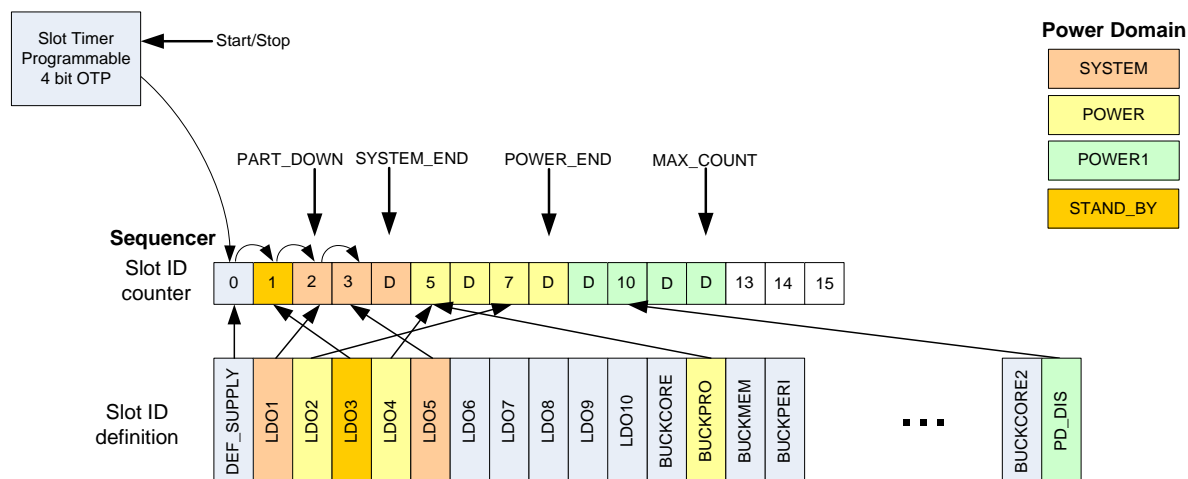 Slot Timer
Programmable
4 bit OTP
Start/Stop
Power Domain
SYSTEM
POWER
POWER1
STAND_BY
PART_DOWN SYSTEM_END POWER_END MAX_COUNT
Sequencer
Slot ID
counter
0 1 2 3 D 5 D 7 D D 10 D D 13 14 15
Slot ID
definition
DEF_SUPPLY
LDO1
LDO2
LDO3
LDO4
LDO5
LDO6
LDO7
LDO8
LDO9
LDO10
BUCKCORE
BUCKPRO
BUCKMEM
BUCKPERI
...
BUCKCORE2
PD_DIS